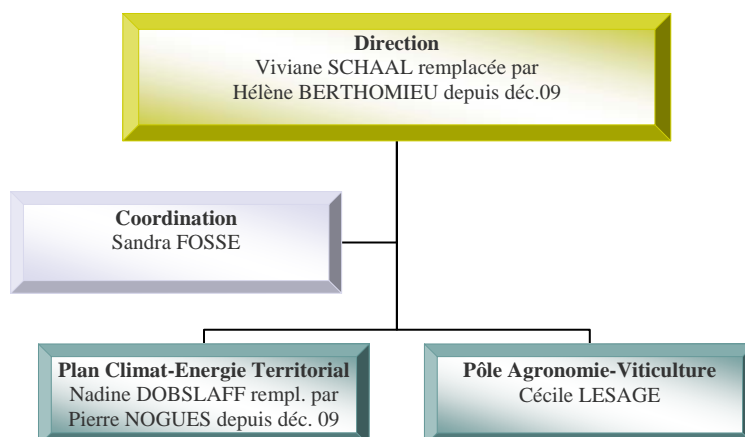 Direction
Viviane SCHAAL remplacée par
Hélène BERTHOMIEU depuis déc.09
Coordination
Sandra FOSSE
Plan Climat-Energie Territorial
Nadine DOBSLAFF rempl. par
Pierre NOGUES depuis déc. 09
Pôle Agronomie-Viticulture
Cécile LESAGE